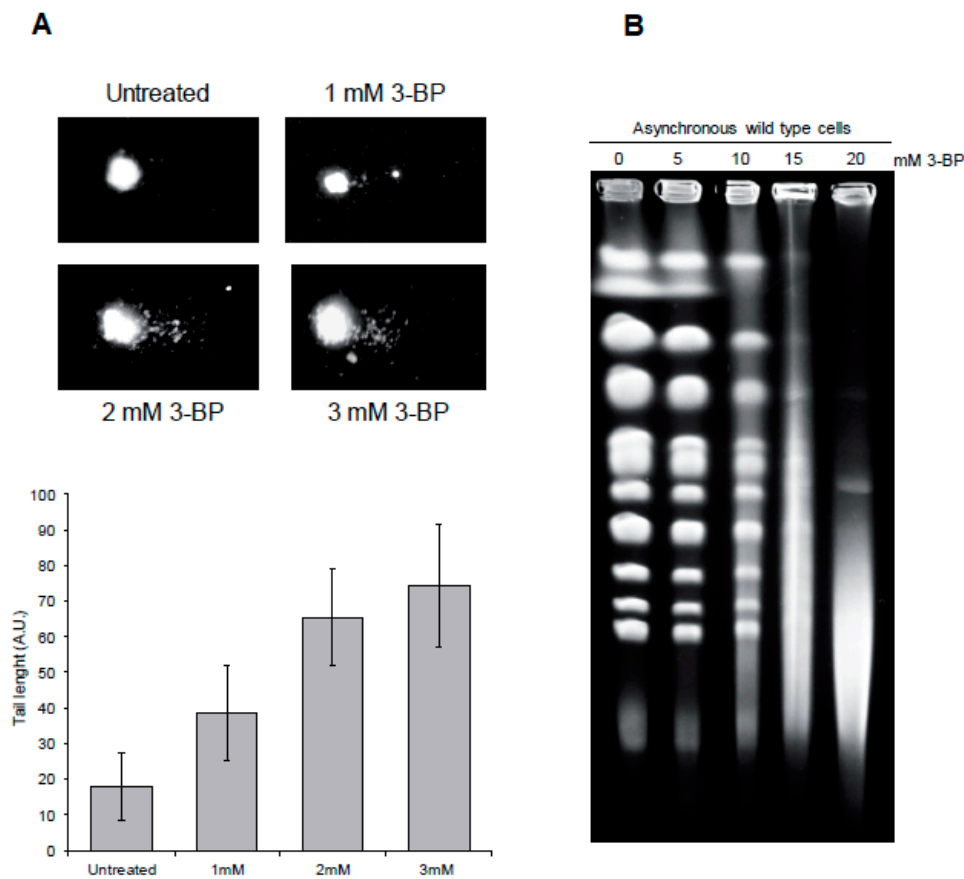 A
B
Untreated 1 mM 3-BP
2 mM 3-BP 3 mM 3-BP
Asynchronous wild type cells
0 5 10 15 20 mM 3-BP
Tail lenght (A.U.)
100
90
80
70
60
50
40
30
20
10
0
Untreated 1mM 2mM 3mM